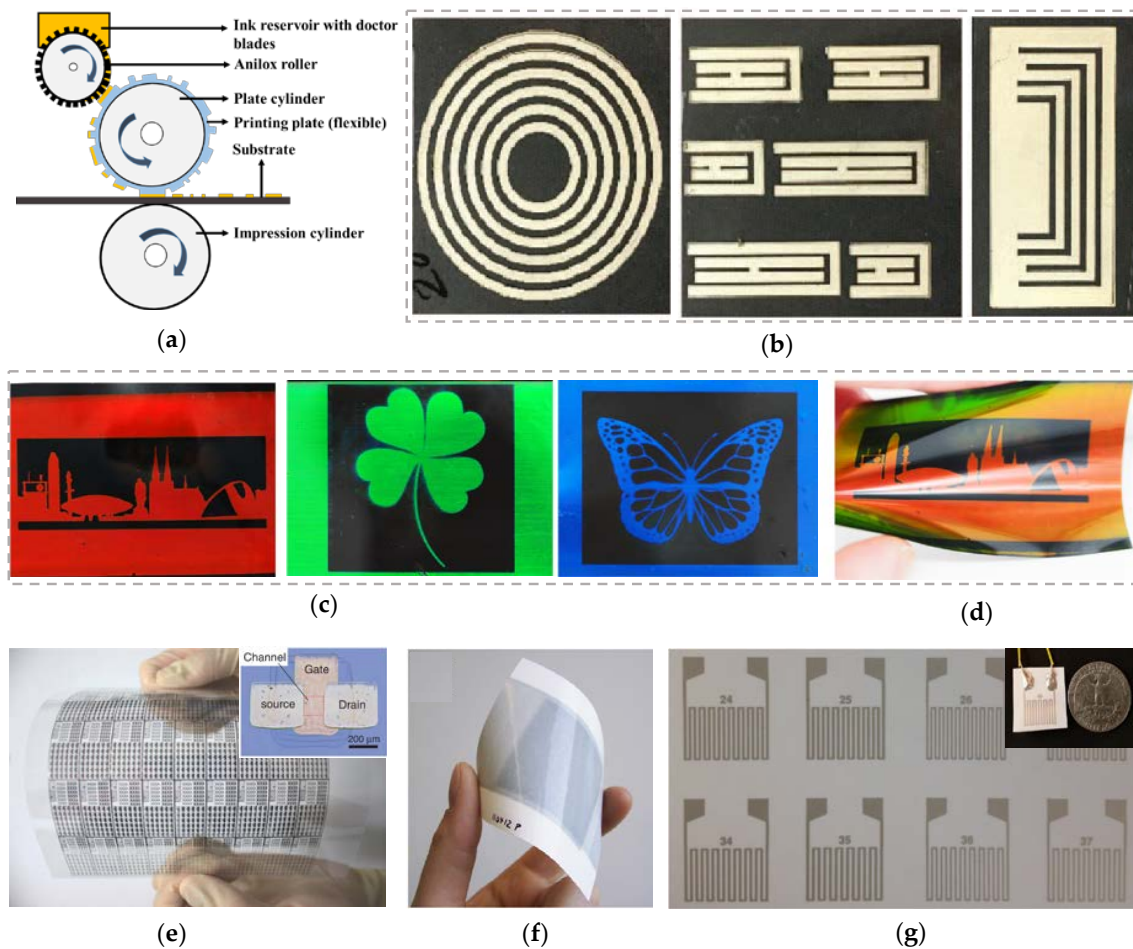 Ink reservoir with doctor
blades
Anilox roller
Plate cylinder
Printing plate (flexible)
Substrate
Impression cylinder
(a)
(b)
(c)
(d)
Channel
Gate
source
Drain
200 μm
(e)
(f)
24
25
26
34
35
36
37
(g)